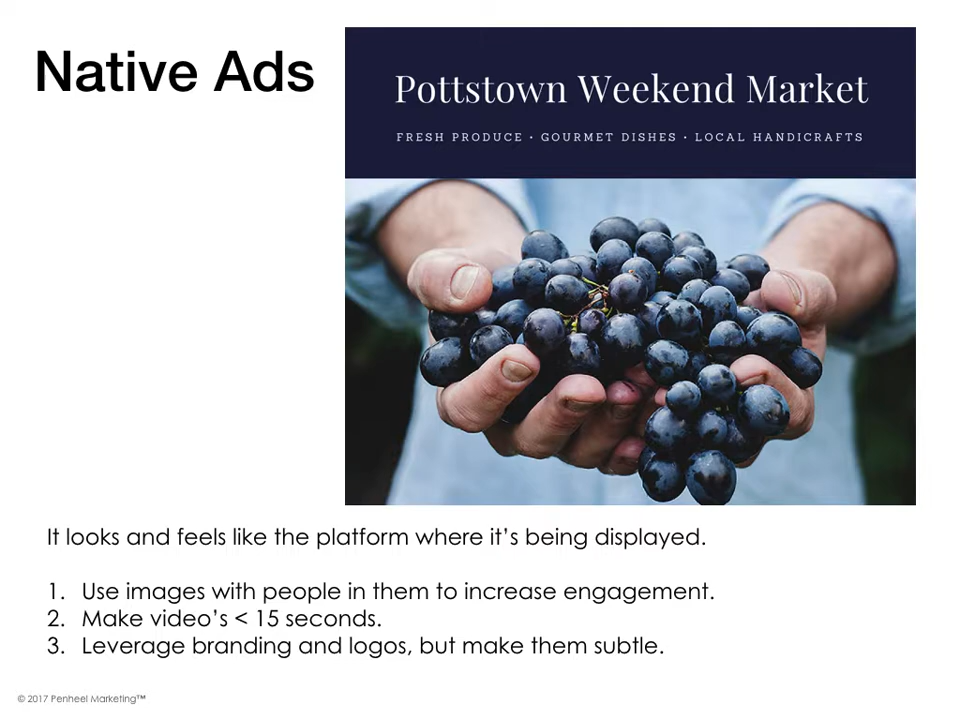 Native Ads
Pottstown Weekend Market
FRESH PRODUCE • GOURMET DISHES • LOCAL HANDICRAFTS
It looks and feels like the platform where it’s being displayed.
1. Use images with people in them to increase engagement.
2. Make video’s < 15 seconds.
3. Leverage branding and logos, but make them subtle.
© 2017 Penheel Marketing™